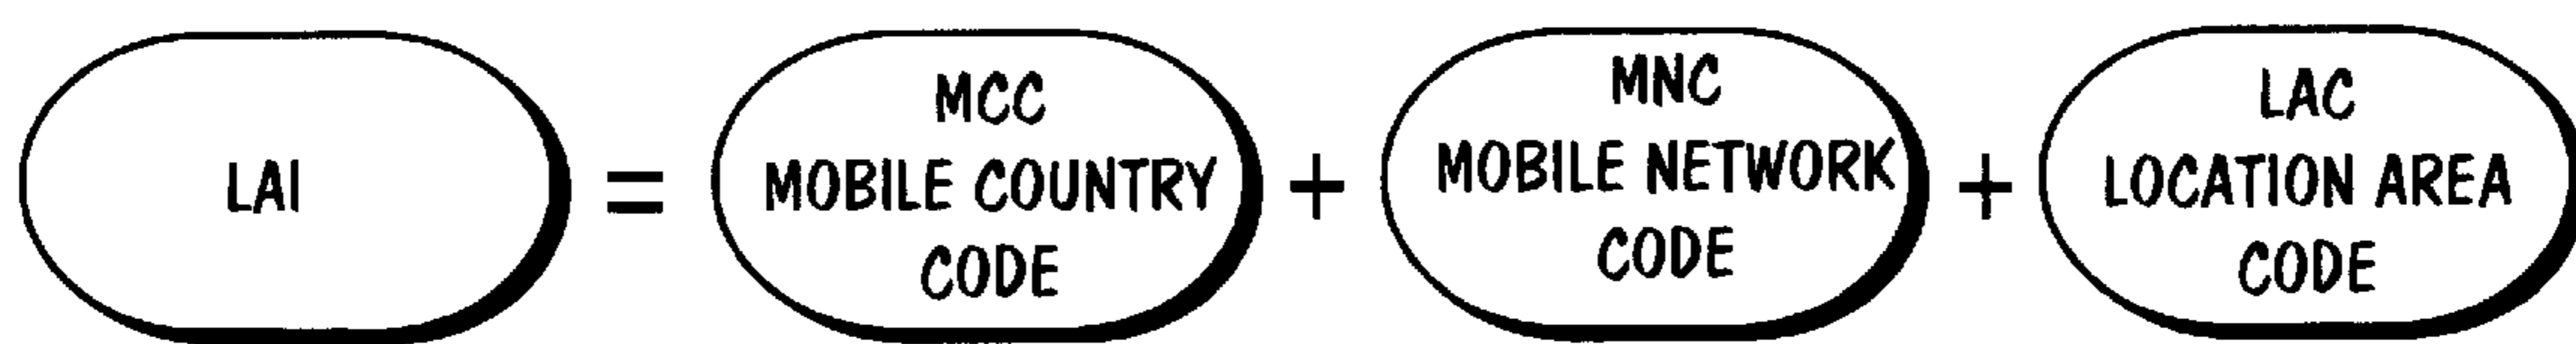 LAI
=
MCC
MOBILE COUNTRY
CODE
+
MNC
MOBILE NETWORK
CODE
+
LAC
LOCATION AREA
CODE